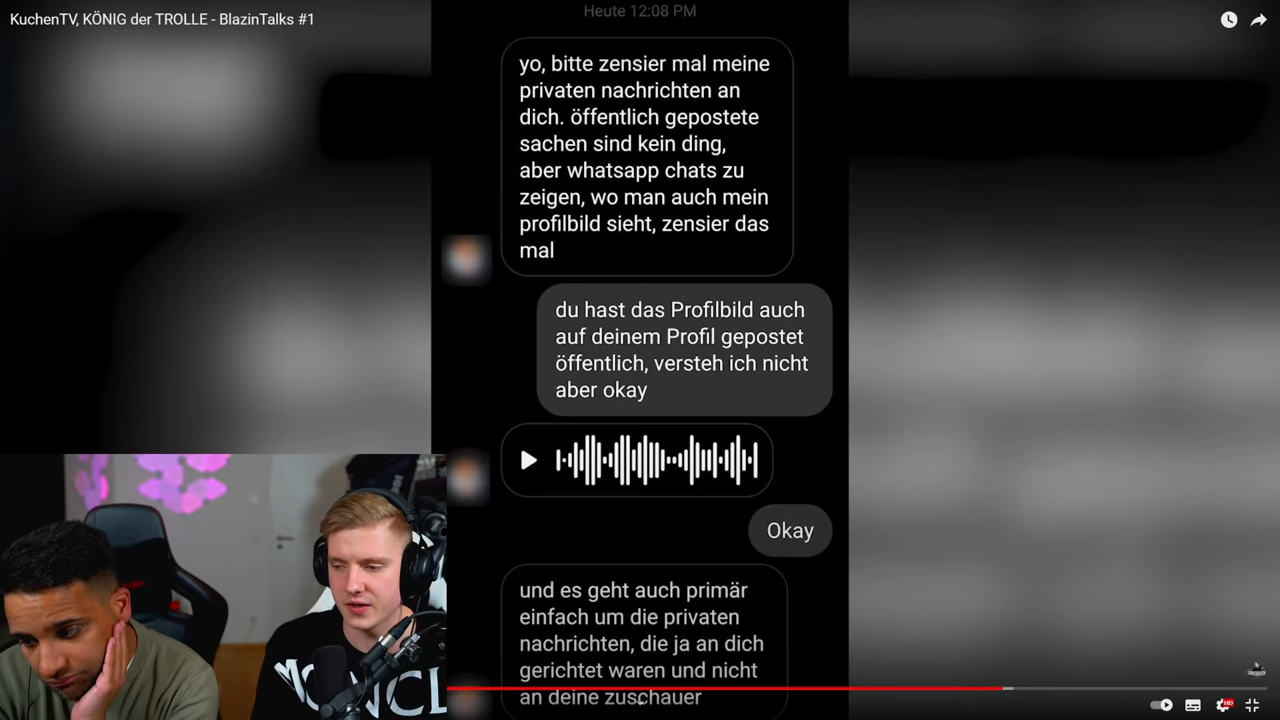 KuchenTV, KÖNIG der TROLLE - BlazinTalks #1
Heute 12:08 PM
yo, bitte zensier mal meine
privaten nachrichten an
dich. öffentlich gepostete
sachen sind kein ding,
aber whatsapp chats zu
zeigen, wo man auch mein
profilbild sieht, zensier das
mal
du hast das Profilbild auch
auf deinem Profil gepostet
öffentlich, versteh ich nicht
aber okay
Okay
und es geht auch primär
einfach um die privaten
nachrichten, die ja an dich
gerichtet waren und nicht
an deine zuschauer
MONCL
HD